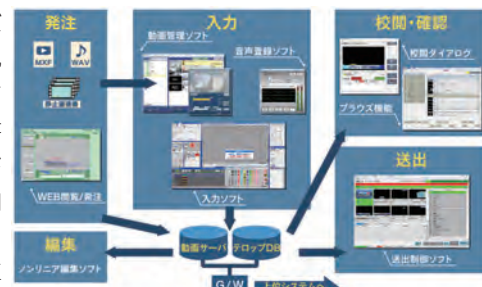 発注
MXF
WAV
静止画連番
WEB閲覧/発注
入力
動画管理ソフト
音声登録ソフト
入力ソフト
校閲・確認
校閲ダイアログ
ブラウズ機能
送出
送出制御ソフト
編集
ノンリニア編集ソフト
動画サーバ
テロップDB
G/W
上位システムへ